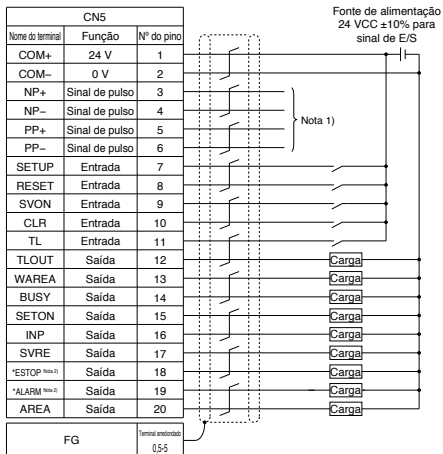 Fonte de alimentação
24 VCC ±10% para
sinal de E/S
CN5
Nome do terminal Função Nº do pino
COM+ 24 V 1
COM− 0 V 2
NP+ Sinal de pulso 3
NP− Sinal de pulso 4
PP+ Sinal de pulso 5
PP− Sinal de pulso 6
Nota 1)
SETUP Entrada 7
RESET Entrada 8
SVON Entrada 9
CLR Entrada 10
TL Entrada 11
TLOUT Saída 12 Carga
WAREA Saída 13 Carga
BUSY Saída 14 Carga
SETON Saída 15 Carga
INP Saída 16 Carga
SVRE Saída 17 Carga
*ESTOP Nota 2) Saída 18 Carga
*ALARM Nota 2) Saída 19 Carga
AREA Saída 20 Carga
FG Terminal arredondado
0,5-5